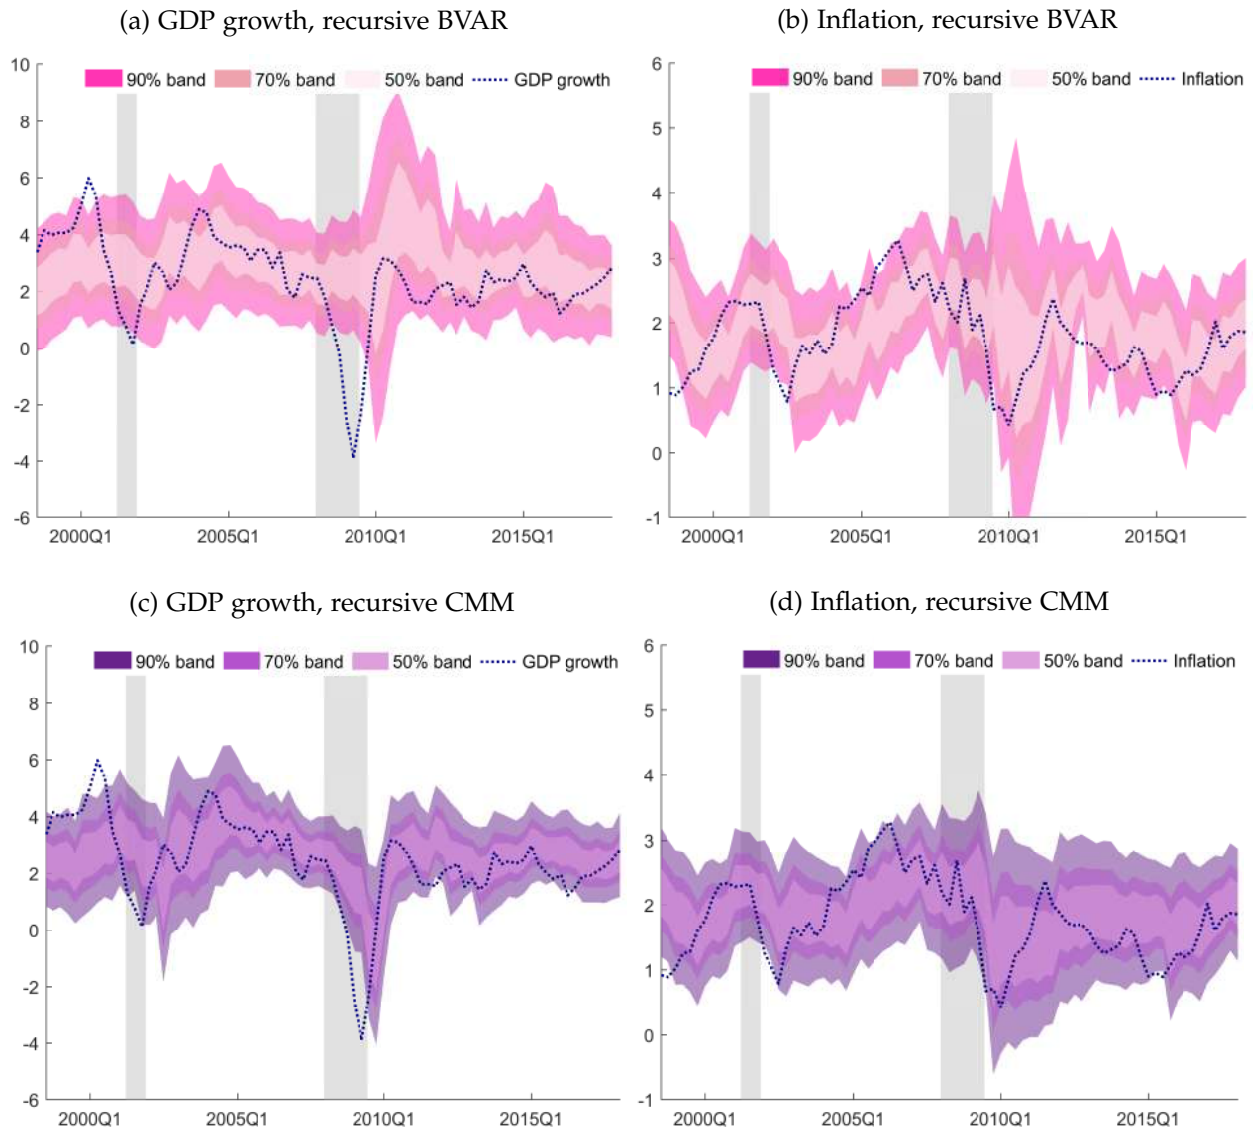 (a) GDP growth, recursive BVAR
90% band 70% band 50% band GDP growth
10
8
6
4
2
0
-2
-4
-6
2000Q1 2005Q1 2010Q1 2015Q1
(b) Inflation, recursive BVAR
90% band 70% band 50% band Inflation
6
5
4
3
2
1
0
-1
2000Q1 2005Q1 2010Q1 2015Q1
(c) GDP growth, recursive CMM
90% band 70% band 50% band GDP growth
10
8
6
4
2
0
-2
-4
-6
2000Q1 2005Q1 2010Q1 2015Q1
(d) Inflation, recursive CMM
90% band 70% band 50% band Inflation
6
5
4
3
2
1
0
-1
2000Q1 2005Q1 2010Q1 2015Q1